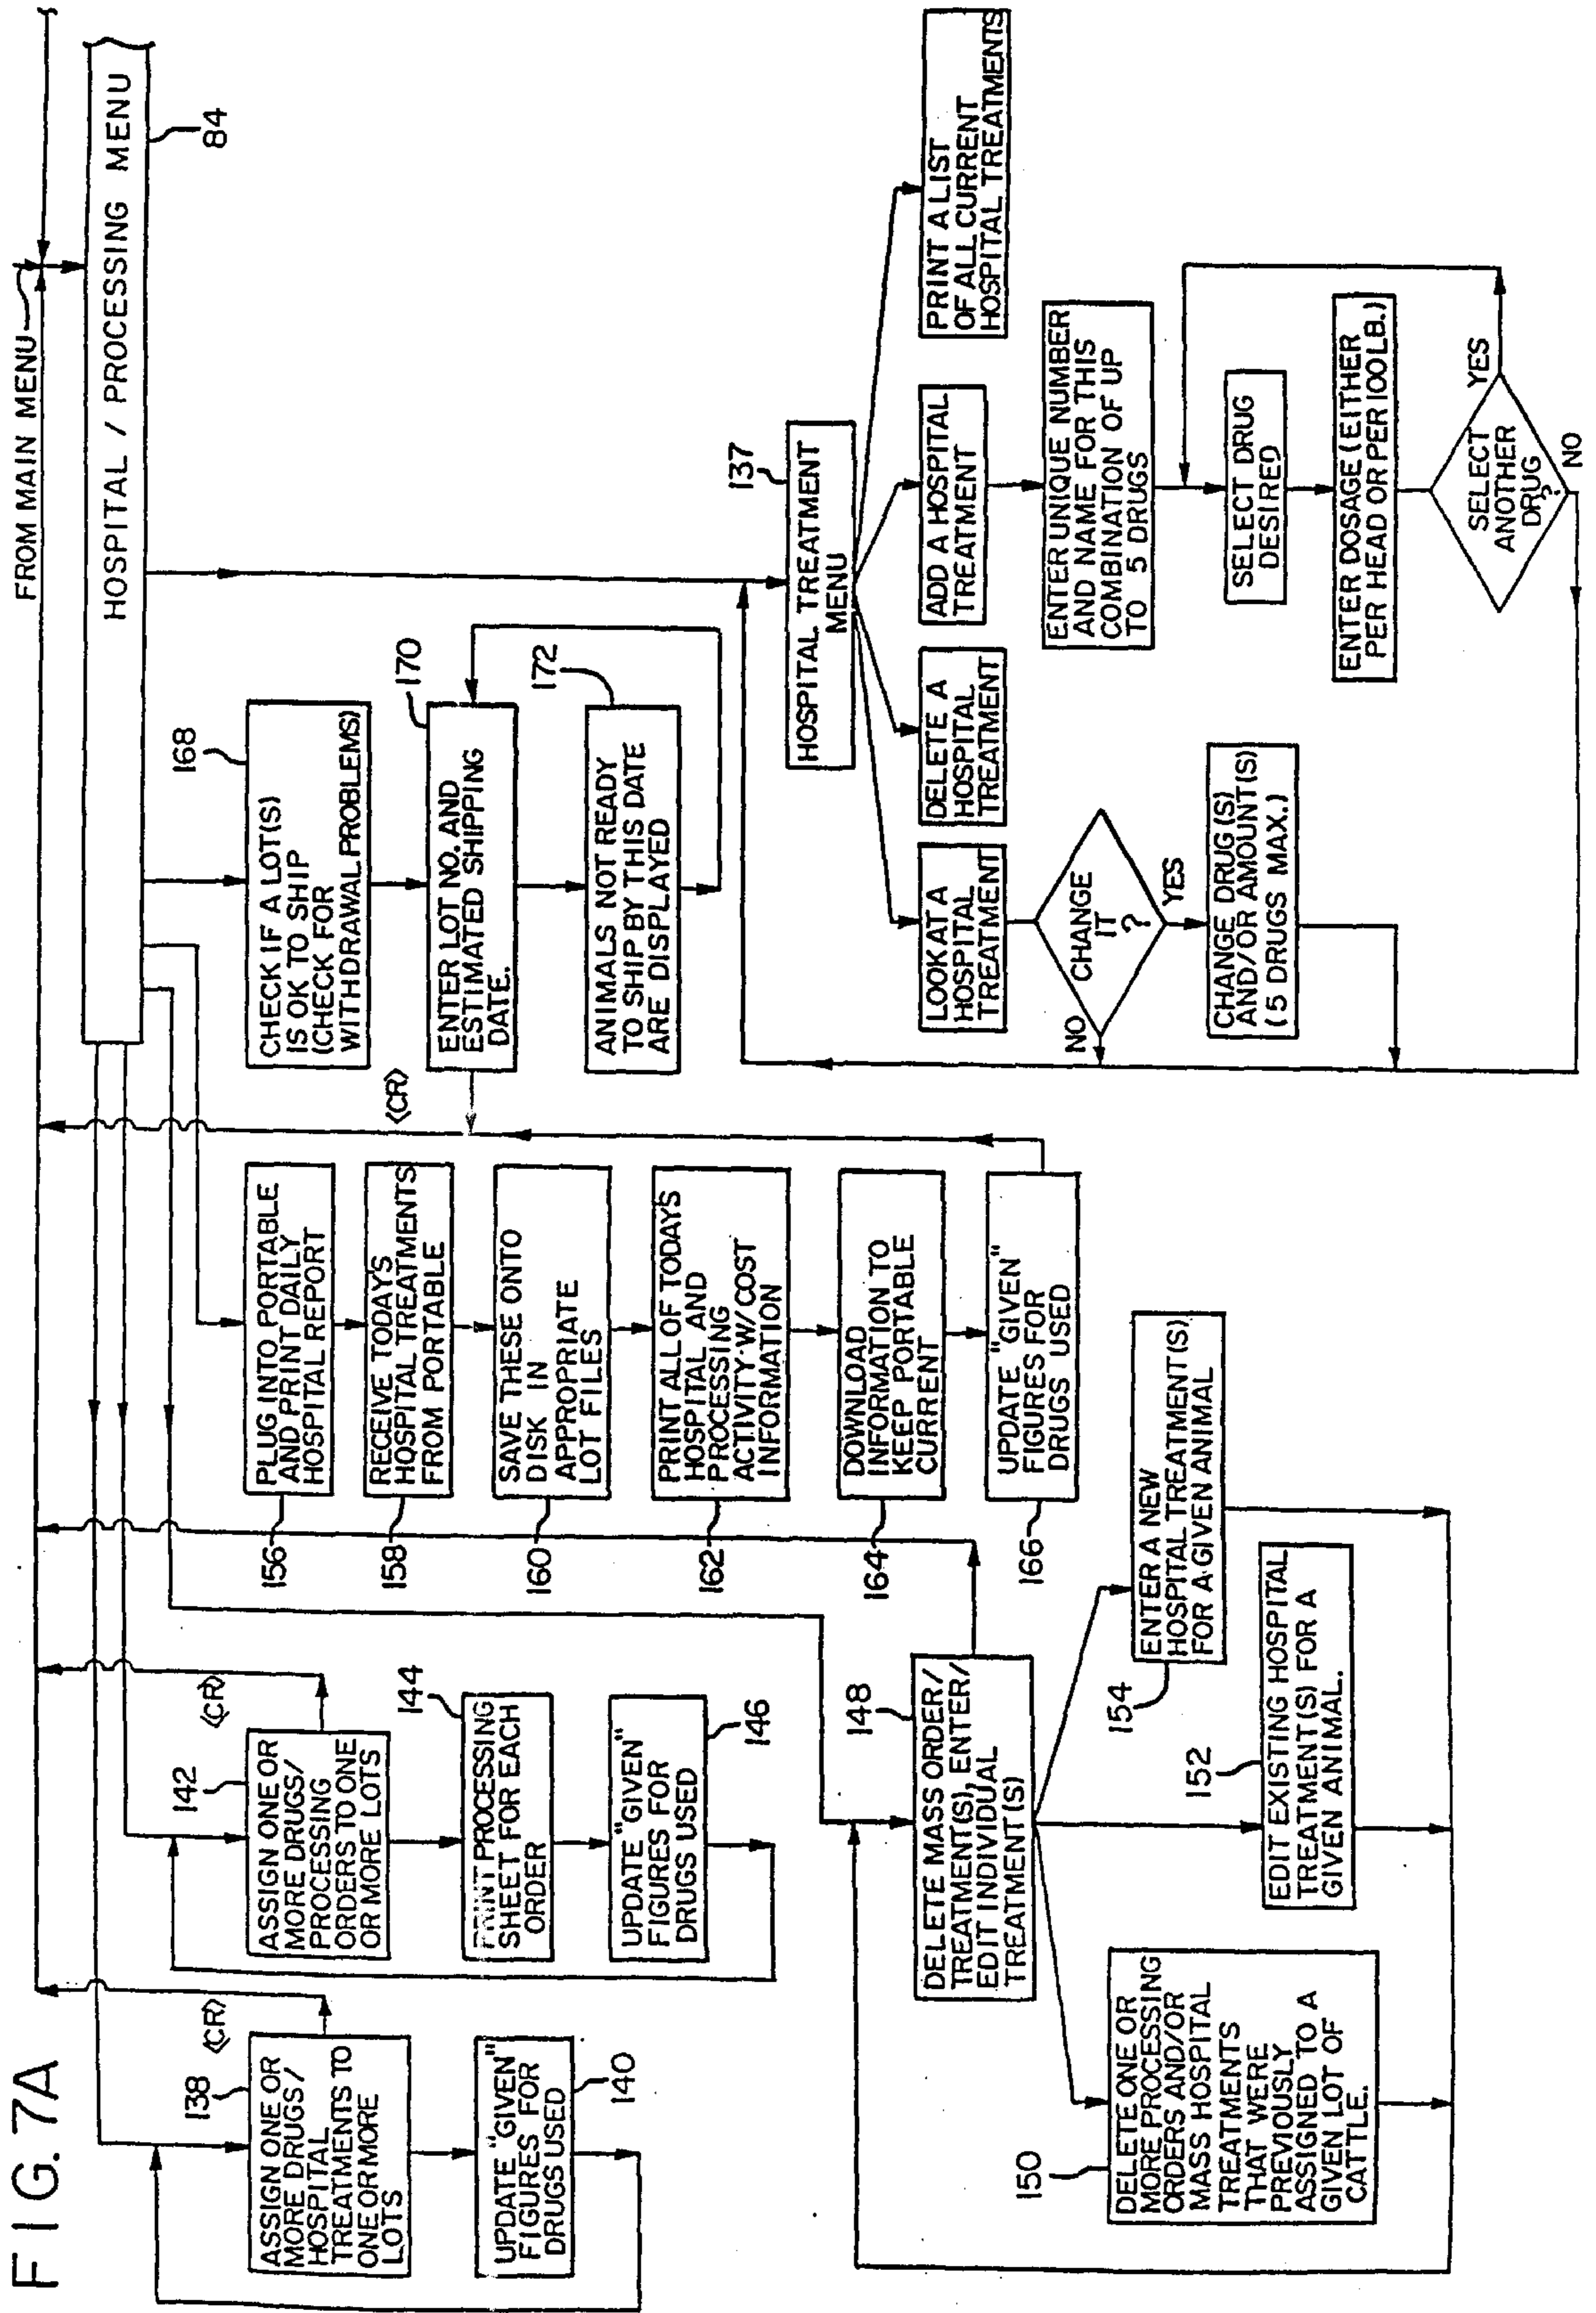 FIG. 7A
FROM MAIN MENU
HOSPITAL / PROCESSING MENU
84
138
<CR>
ASSIGN ONE OR
MORE DRUGS/
HOSPITAL
TREATMENTS TO
ONE OR MORE
LOTS
UPDATE "GIVEN"
FIGURES FOR
DRUGS USED
140
142
<CR>
ASSIGN ONE OR
MORE DRUGS/
PROCESSING
ORDERS TO ONE
OR MORE LOTS
144
PRINT PROCESSING
SHEET FOR EACH
ORDER
UPDATE "GIVEN"
FIGURES FOR
DRUGS USED
146
148
DELETE MASS ORDER/
TREATMENT(S), ENTER/
EDIT INDIVIDUAL
TREATMENT(S)
150
DELETE ONE OR
MORE PROCESSING
ORDERS AND/OR
MASS HOSPITAL
TREATMENTS
THAT WERE
PREVIOUSLY
ASSIGNED TO A
GIVEN LOT OF
CATTLE.
152
EDIT EXISTING HOSPITAL
TREATMENT(S) FOR A
GIVEN ANIMAL.
154
ENTER A NEW
HOSPITAL TREATMENT(S)
FOR A GIVEN ANIMAL
156
PLUG INTO PORTABLE
AND PRINT DAILY
HOSPITAL REPORT
158
RECEIVE TODAY'S
HOSPITAL TREATMENTS
FROM PORTABLE
160
SAVE THESE ONTO
DISK IN
APPROPRIATE
LOT FILES
162
PRINT ALL OF TODAYS
HOSPITAL AND
PROCESSING
ACTIVITY W/COST
INFORMATION
164
DOWNLOAD
INFORMATION TO
KEEP PORTABLE
CURRENT
166
UPDATE "GIVEN"
FIGURES FOR
DRUGS USED
168
CHECK IF A LOT(S)
IS OK TO SHIP
(CHECK FOR
WITHDRAWAL PROBLEMS)
170
<CR>
ENTER LOT NO. AND
ESTIMATED SHIPPING
DATE.
172
ANIMALS NOT READY
TO SHIP BY THIS DATE
ARE DISPLAYED
137
HOSPITAL TREATMENT
MENU
LOOK AT A
HOSPITAL
TREATMENT
DELETE A
HOSPITAL
TREATMENT
ADD A HOSPITAL
TREATMENT
PRINT A LIST
OF ALL CURRENT
HOSPITAL TREATMENTS
NO
CHANGE
IT
?
YES
CHANGE DRUG(S)
AND/OR AMOUNT(S)
(5 DRUGS MAX.)
ENTER UNIQUE NUMBER
AND NAME FOR THIS
COMBINATION OF UP
TO 5 DRUGS
SELECT DRUG
DESIRED
ENTER DOSAGE (EITHER
PER HEAD OR PER 100 LB.)
SELECT
ANOTHER
DRUG
?
YES
NO